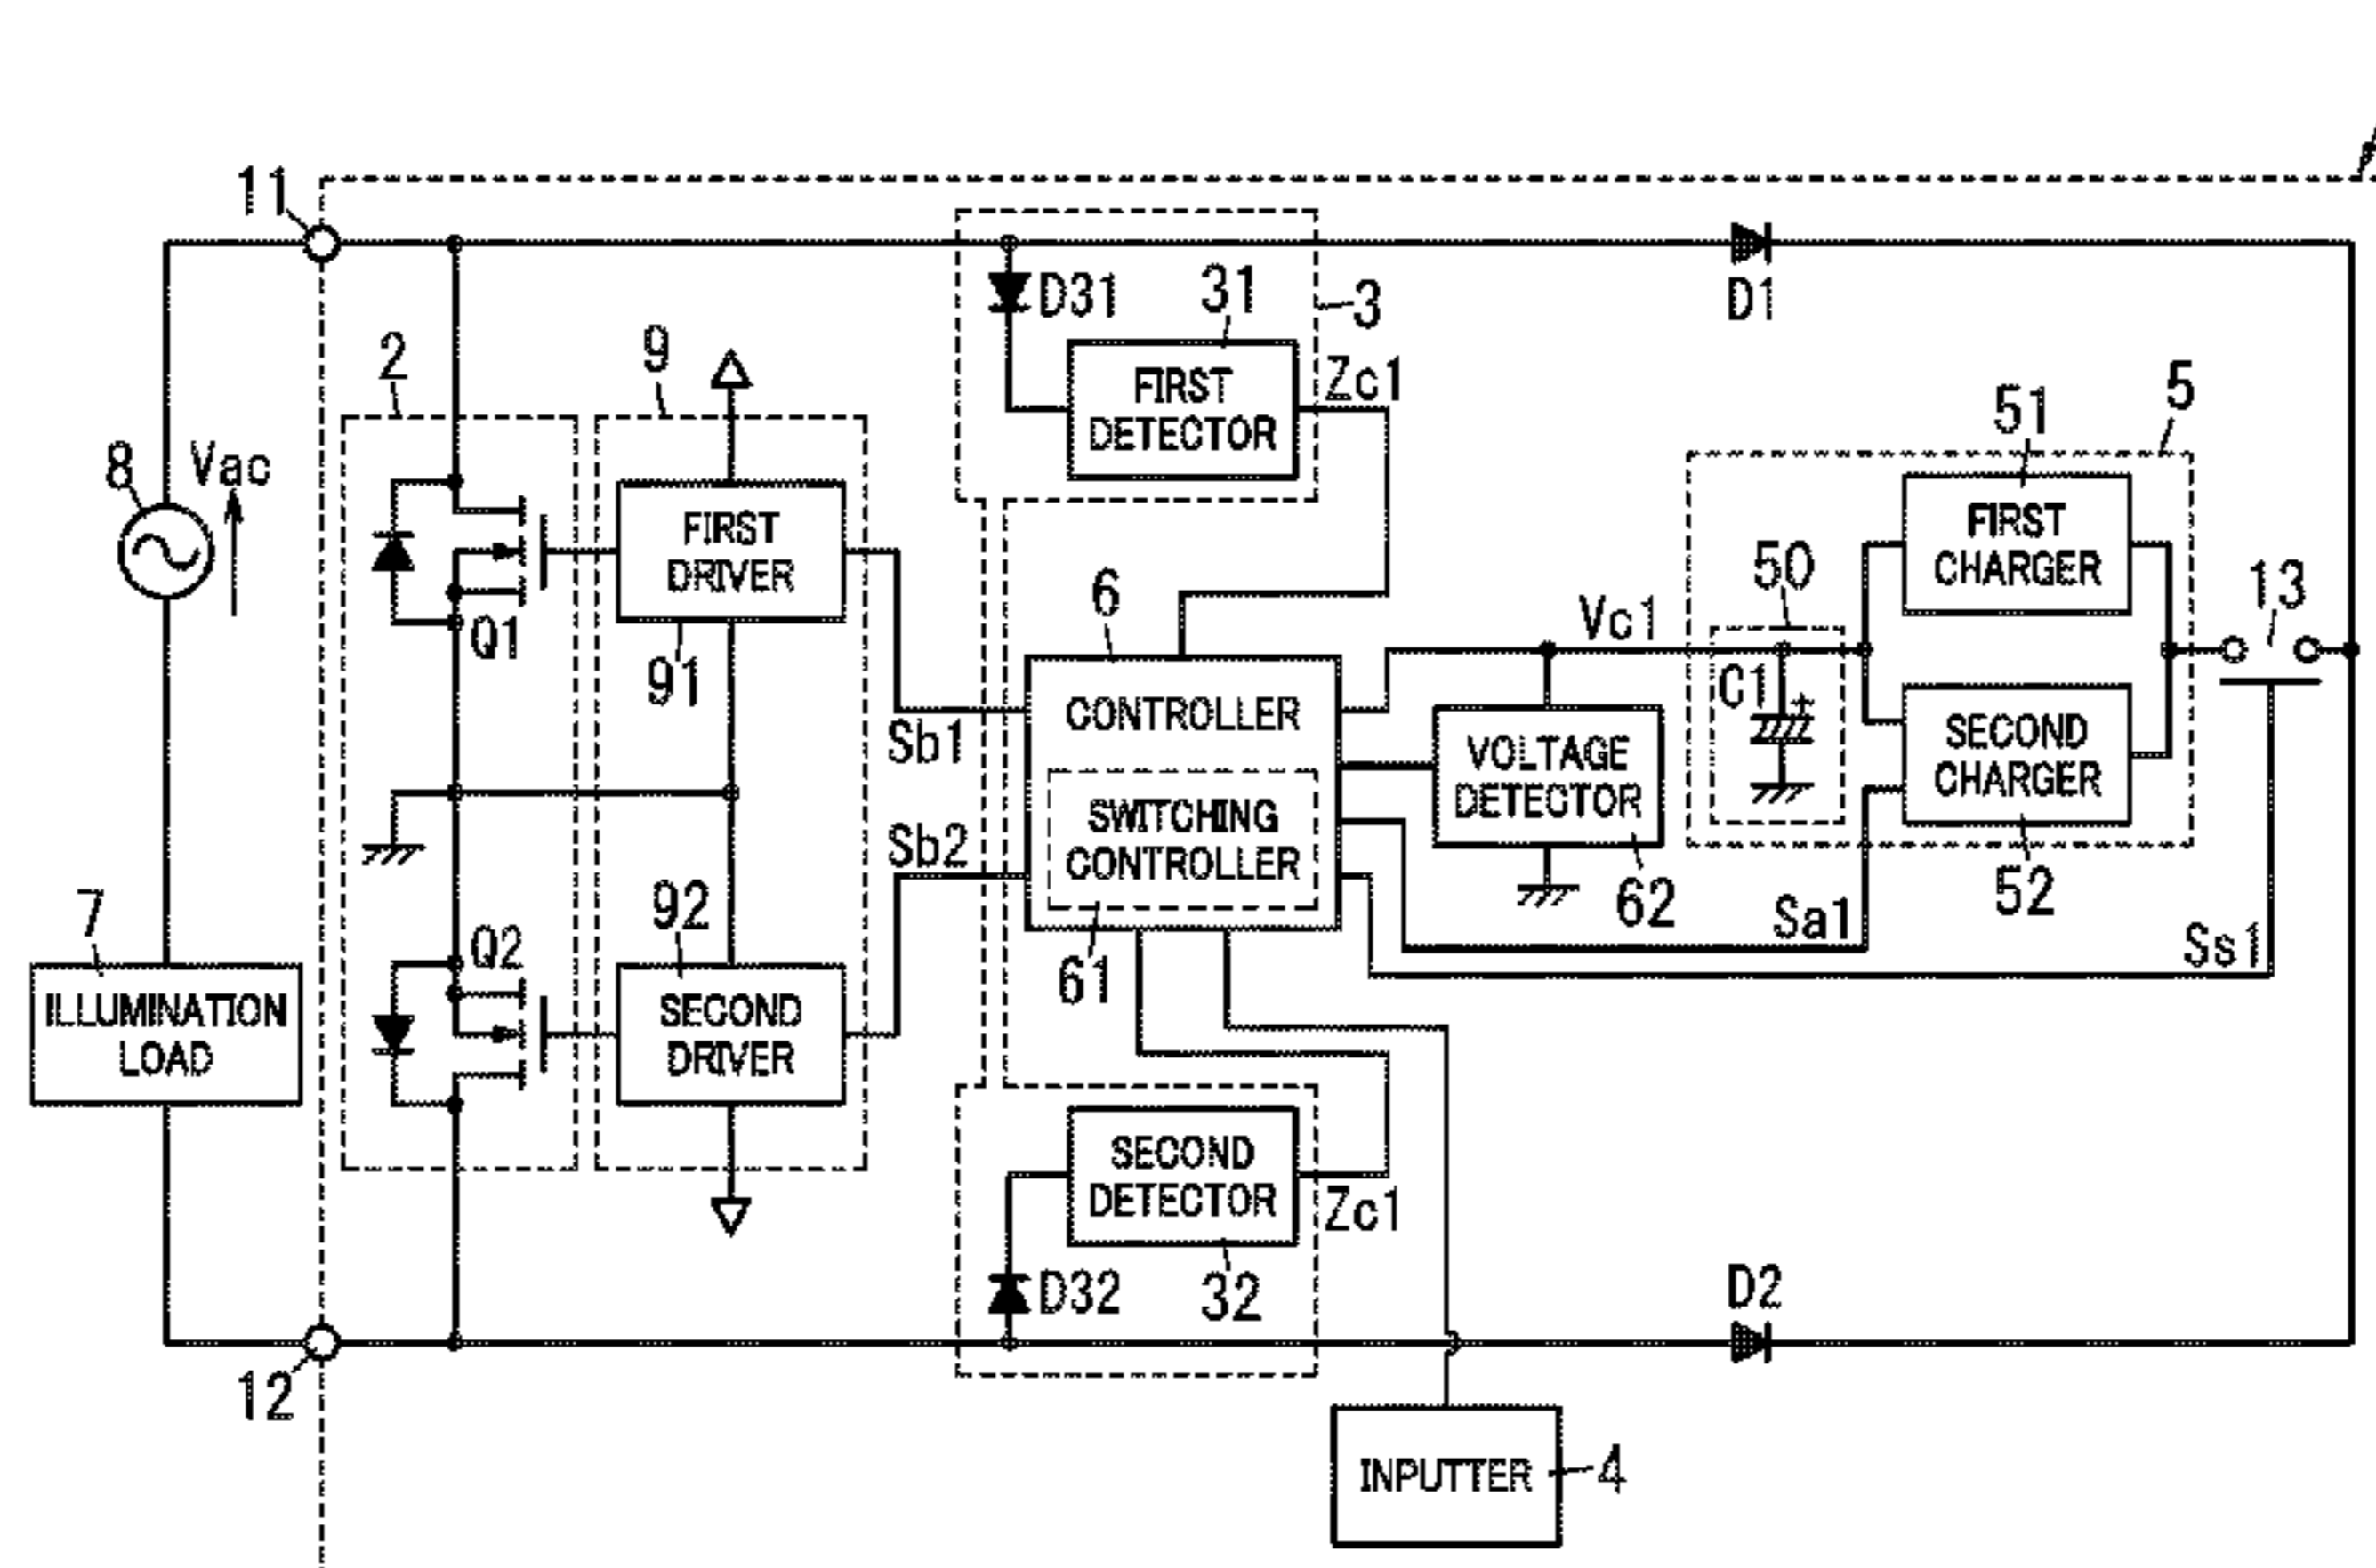 11
D31
31
3
D1
2
9
Zc1
FIRST
DETECTOR
51
5
8
Vac
FIRST
DRIVER
FIRST
CHARGER
50
13
6
Vc1
Q1
91
C1
+
Sb1
CONTROLLER
VOLTAGE
DETECTOR
SECOND
CHARGER
SWITCHING
CONTROLLER
Sb2
62
52
7
92
Q2
Sa1
Ss1
61
ILLUMINATION
LOAD
SECOND
DRIVER
SECOND
DETECTOR
Zc1
D32
32
D2
12
INPUTTER
4